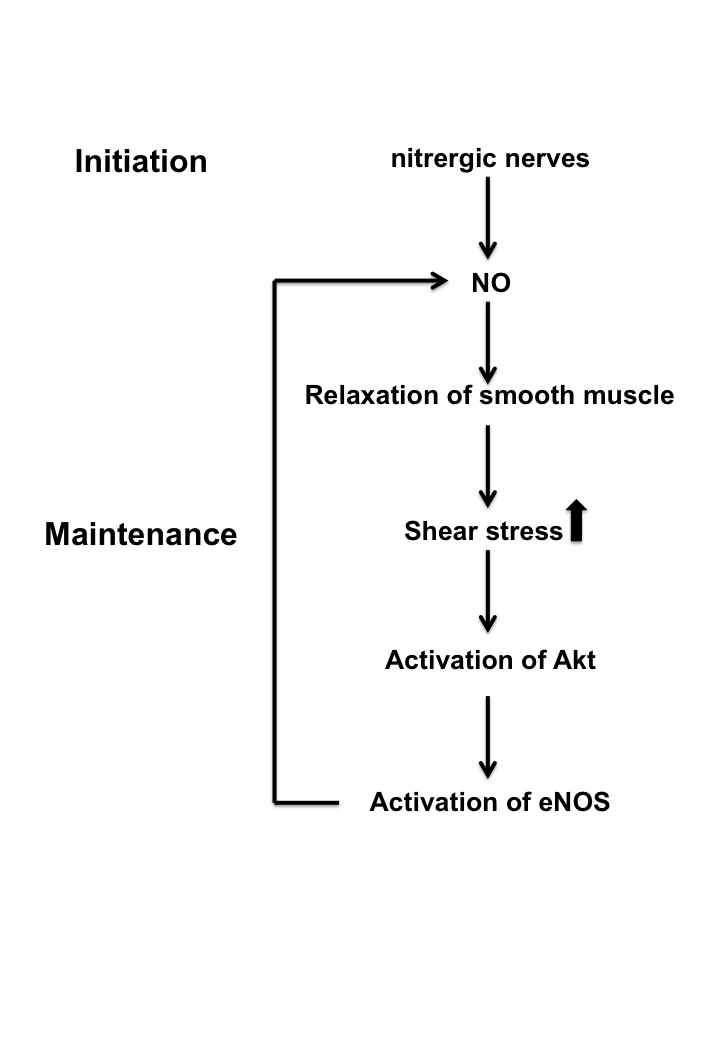 Initiation
nitrergic nerves
NO
Relaxation of smooth muscle
Maintenance
Shear stress
Activation of Akt
Activation of eNOS